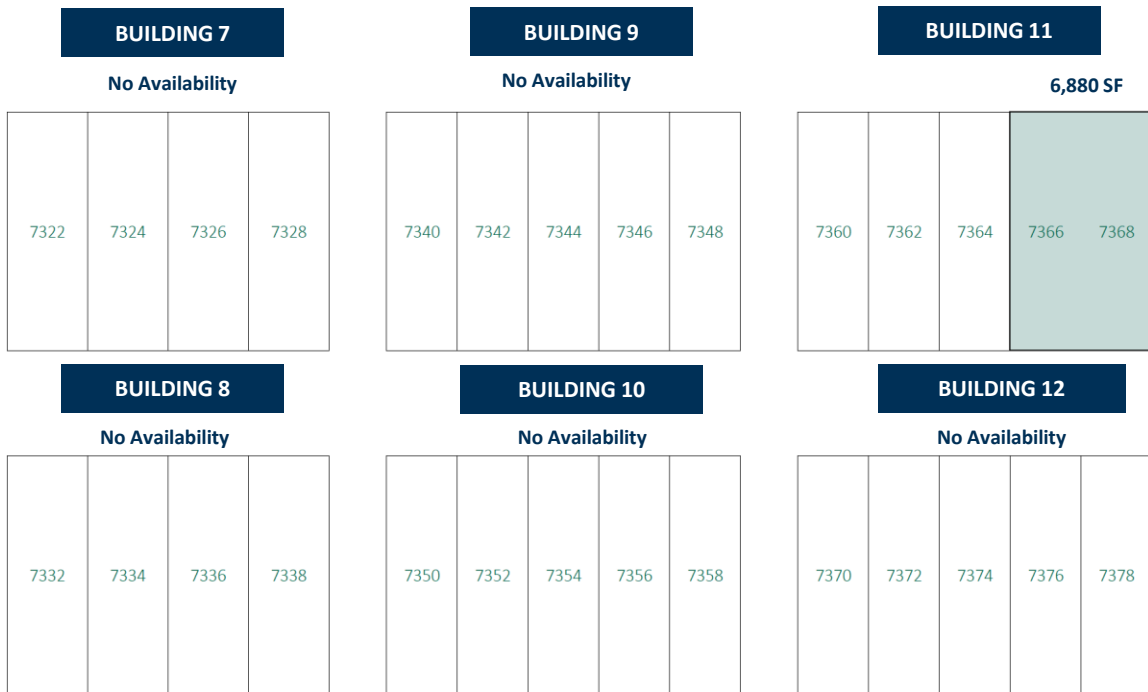 BUILDING 7
No Availability
7322 7324 7326 7328
BUILDING 9
No Availability
7340 7342 7344 7346 7348
BUILDING 11
6,880 SF
7360 7362 7364 7366 7368
BUILDING 8
No Availability
7332 7334 7336 7338
BUILDING 10
No Availability
7350 7352 7354 7356 7358
BUILDING 12
No Availability
7370 7372 7374 7376 7378